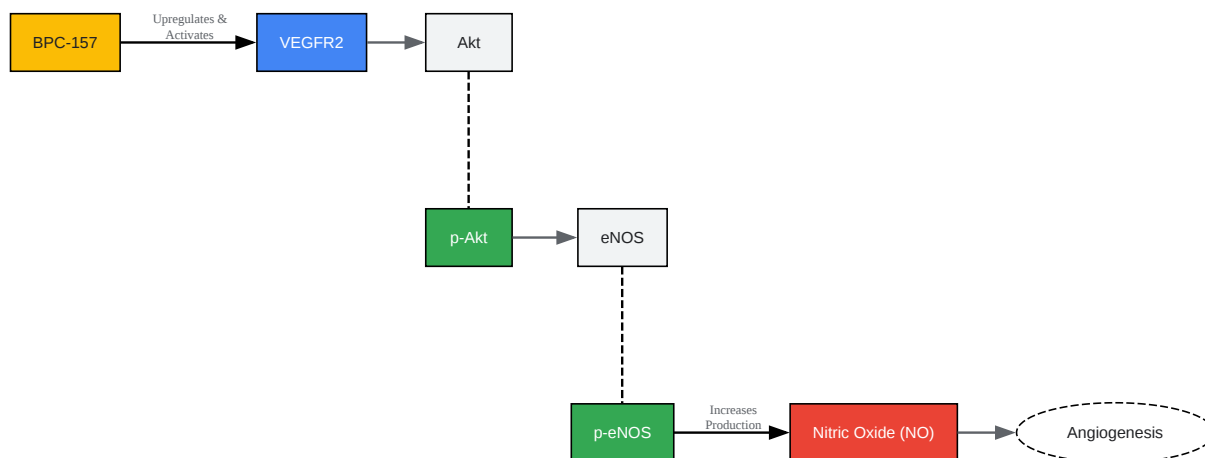 BPC-157
Upregulates &
Activates
VEGFR2
Akt
p-Akt
eNOS
p-eNOS
Increases
Production
Nitric Oxide (NO)
Angiogenesis